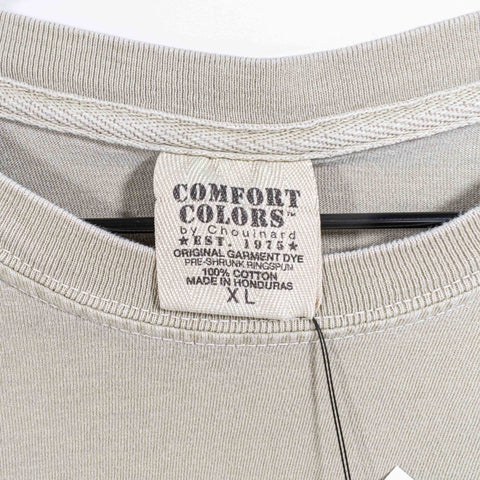 COMFORT
COLORS™
by Chouinard
★EST. 1975★
ORIGINAL GARMENT DYE
PRE-SHRUNK RINGSPUN
100% COTTON
MADE IN HONDURAS
XL